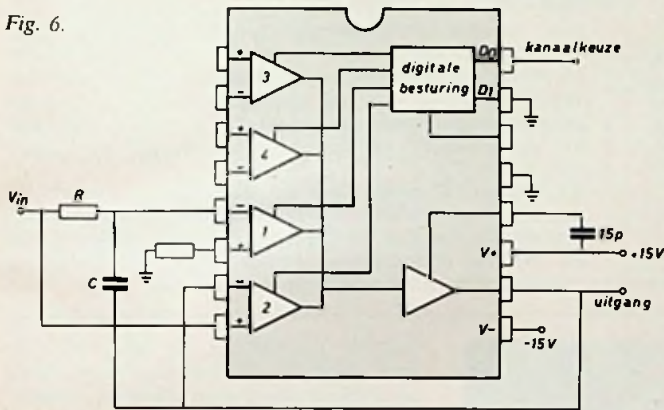 Fig. 6.
+
3
-
+
4
-
Vin
R
-
1
+
C
-
2
+
digitale
besturing
D0
D1
kanaalkeuze
15p
V+
+15V
uitgang
V-
-15V